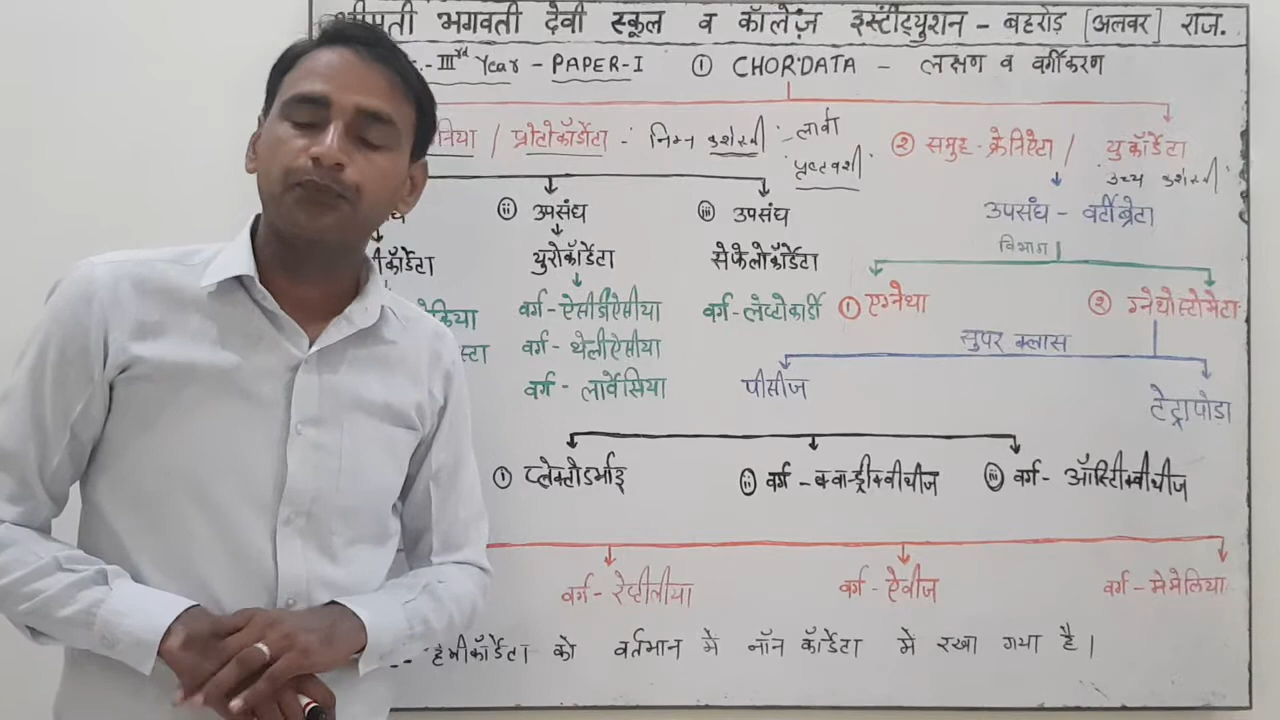 भगवती देवी स्कूल व कॉलेज़ इंस्टीट्युशन - बहरोड़ [अलवर] राज.
IIIrd Year - PAPER-I ① CHORDATA - लक्षण व वर्गीकरण
/ प्रोटोकॉर्डेटा - निम्न कशेरूकी - लार्वा
पृष्टवंशी
② समुह-क्रेनिएटा / युकॉर्डेटा
उच्च कशेरूकी
ⅱ उपसंघ ⅲ उपसंघ उपसंघ - वर्टीब्रेटा
युरोकॉर्डेटा सेफेलोकॉर्डेटा विभाग
वर्ग - ऐसीडीऐसीया वर्ग - लेप्टोकार्डी ① एग्नेथा ② ग्नेथोस्टोमेटा
वर्ग - थेलीऐसीया सुपर क्लास
वर्ग - लार्वेसिया पीसीज टेट्रापोड़ा
① प्लेक्तोडर्माइ ⅱ वर्ग - क्वान्ड्रीक्वीथीज ⅲ वर्ग - ऑस्टीक्वीथीज
वर्ग - रेप्टीलीया वर्ग - ऐवीज वर्ग - मेमेलिया
हेमीकॉर्डेटा को वर्तमान में नॉन कॉर्डेटा में रखा गया है।